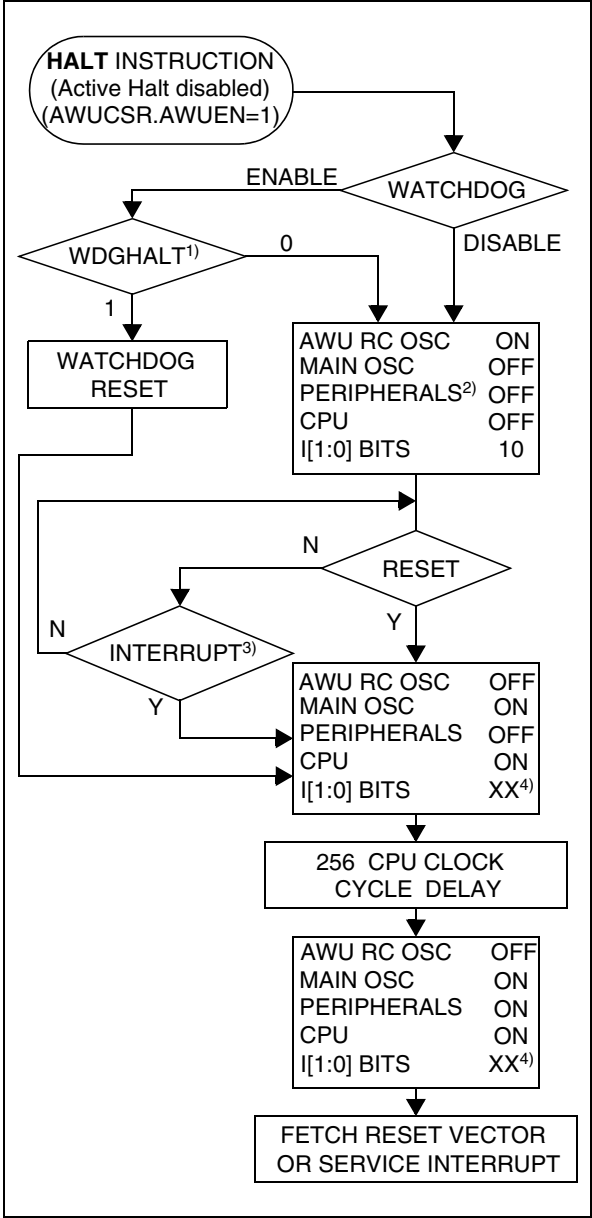 HALT INSTRUCTION
(Active Halt disabled)
(AWUCSR.AWUEN=1)
ENABLE
WATCHDOG
WDGHALT1)
0
DISABLE
1
WATCHDOG
RESET
AWU RC OSC ON
MAIN OSC OFF
PERIPHERALS2) OFF
CPU OFF
I[1:0] BITS 10
N
RESET
N
INTERRUPT3)
Y
Y
AWU RC OSC OFF
MAIN OSC ON
PERIPHERALS OFF
CPU ON
I[1:0] BITS XX4)
256 CPU CLOCK
CYCLE DELAY
AWU RC OSC OFF
MAIN OSC ON
PERIPHERALS ON
CPU ON
I[1:0] BITS XX4)
FETCH RESET VECTOR
OR SERVICE INTERRUPT